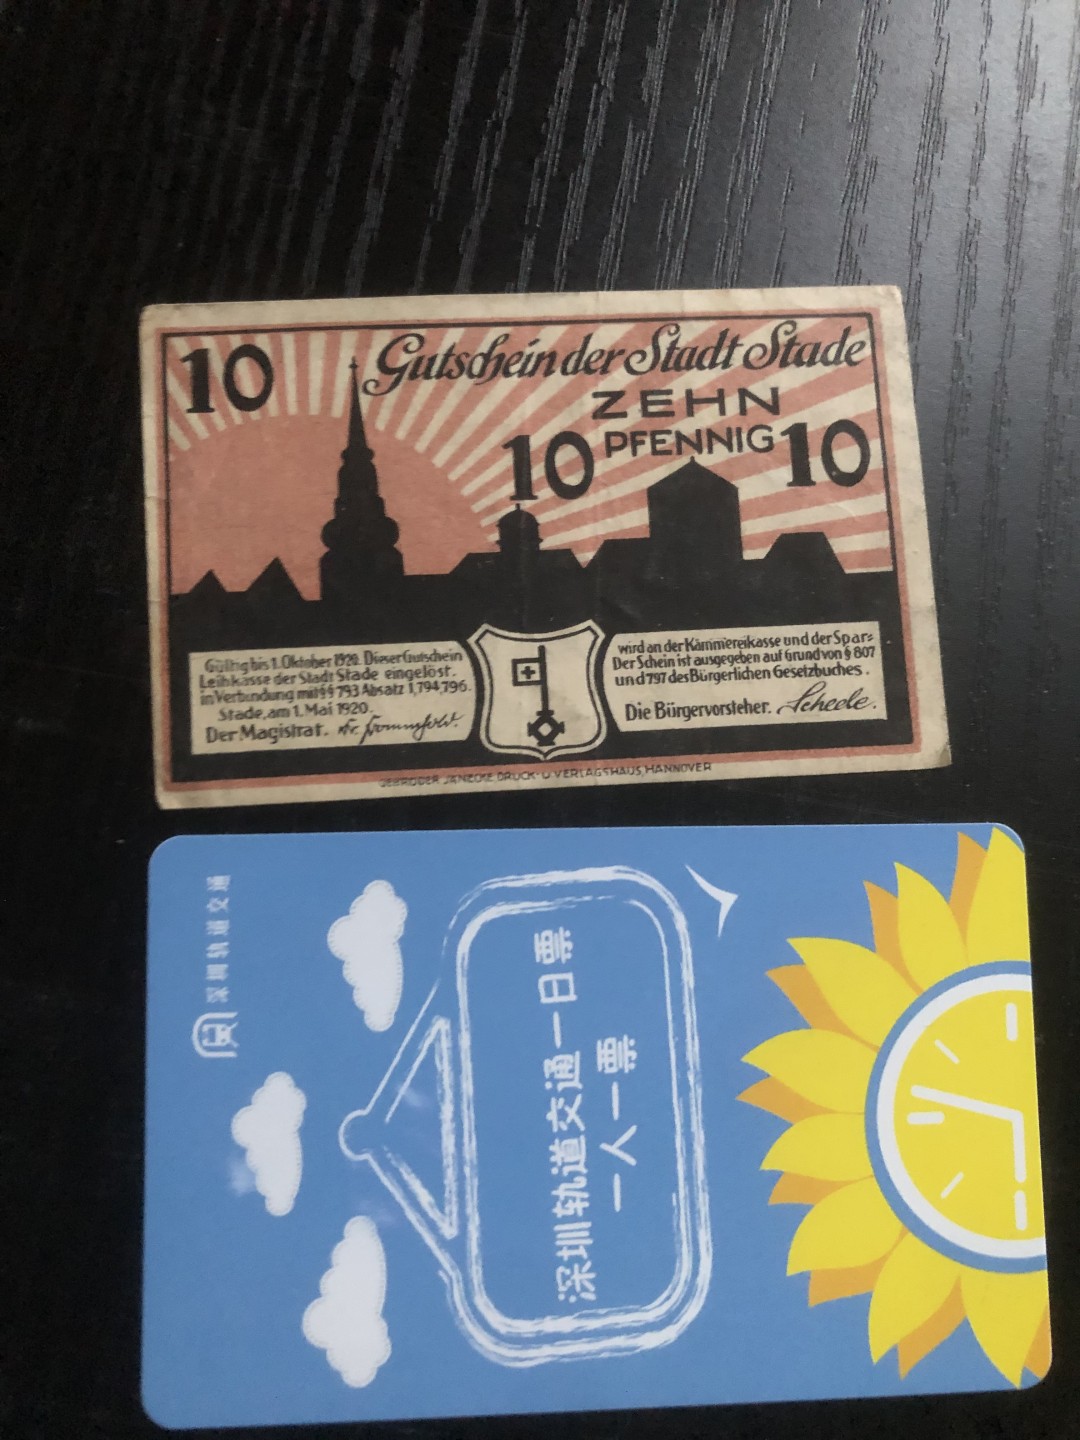 10
Gutschein der Stadt Stade
ZEHN
PFENNIG
10
10
Gültig bis 1. Oktober 1920. Dieser Gutschein
Leihkasse der Stadt Stade eingelöst.
in Verbindung mit §§ 793 Absatz 1, 794, 796.
Stade, am 1. Mai 1920.
Der Magistrat.
wird an der Kämmereikasse und der Spar=
Der Schein ist ausgegeben auf Grund von § 807
und 797 des Bürgerlichen Gesetzbuches.
Die Bürgervorsteher. Scheele.
GEBRÜDER JÄNECKE DRUCK- U VERLAGSHAUS, HANNOVER
深圳轨道交通
深圳轨道交通一日票
一人一票